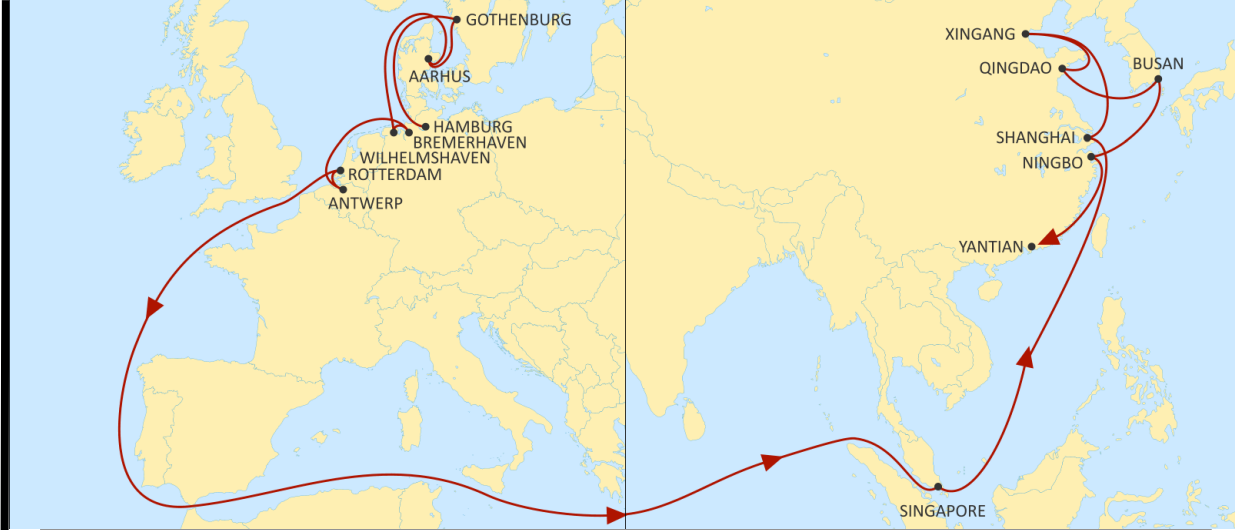 GOTHENBURG
AARHUS
HAMBURG
BREMERHAVEN
WILHELMSHAVEN
ROTTERDAM
ANTWERP
XINGANG
QINGDAO
BUSAN
SHANGHAI
NINGBO
YANTIAN
SINGAPORE